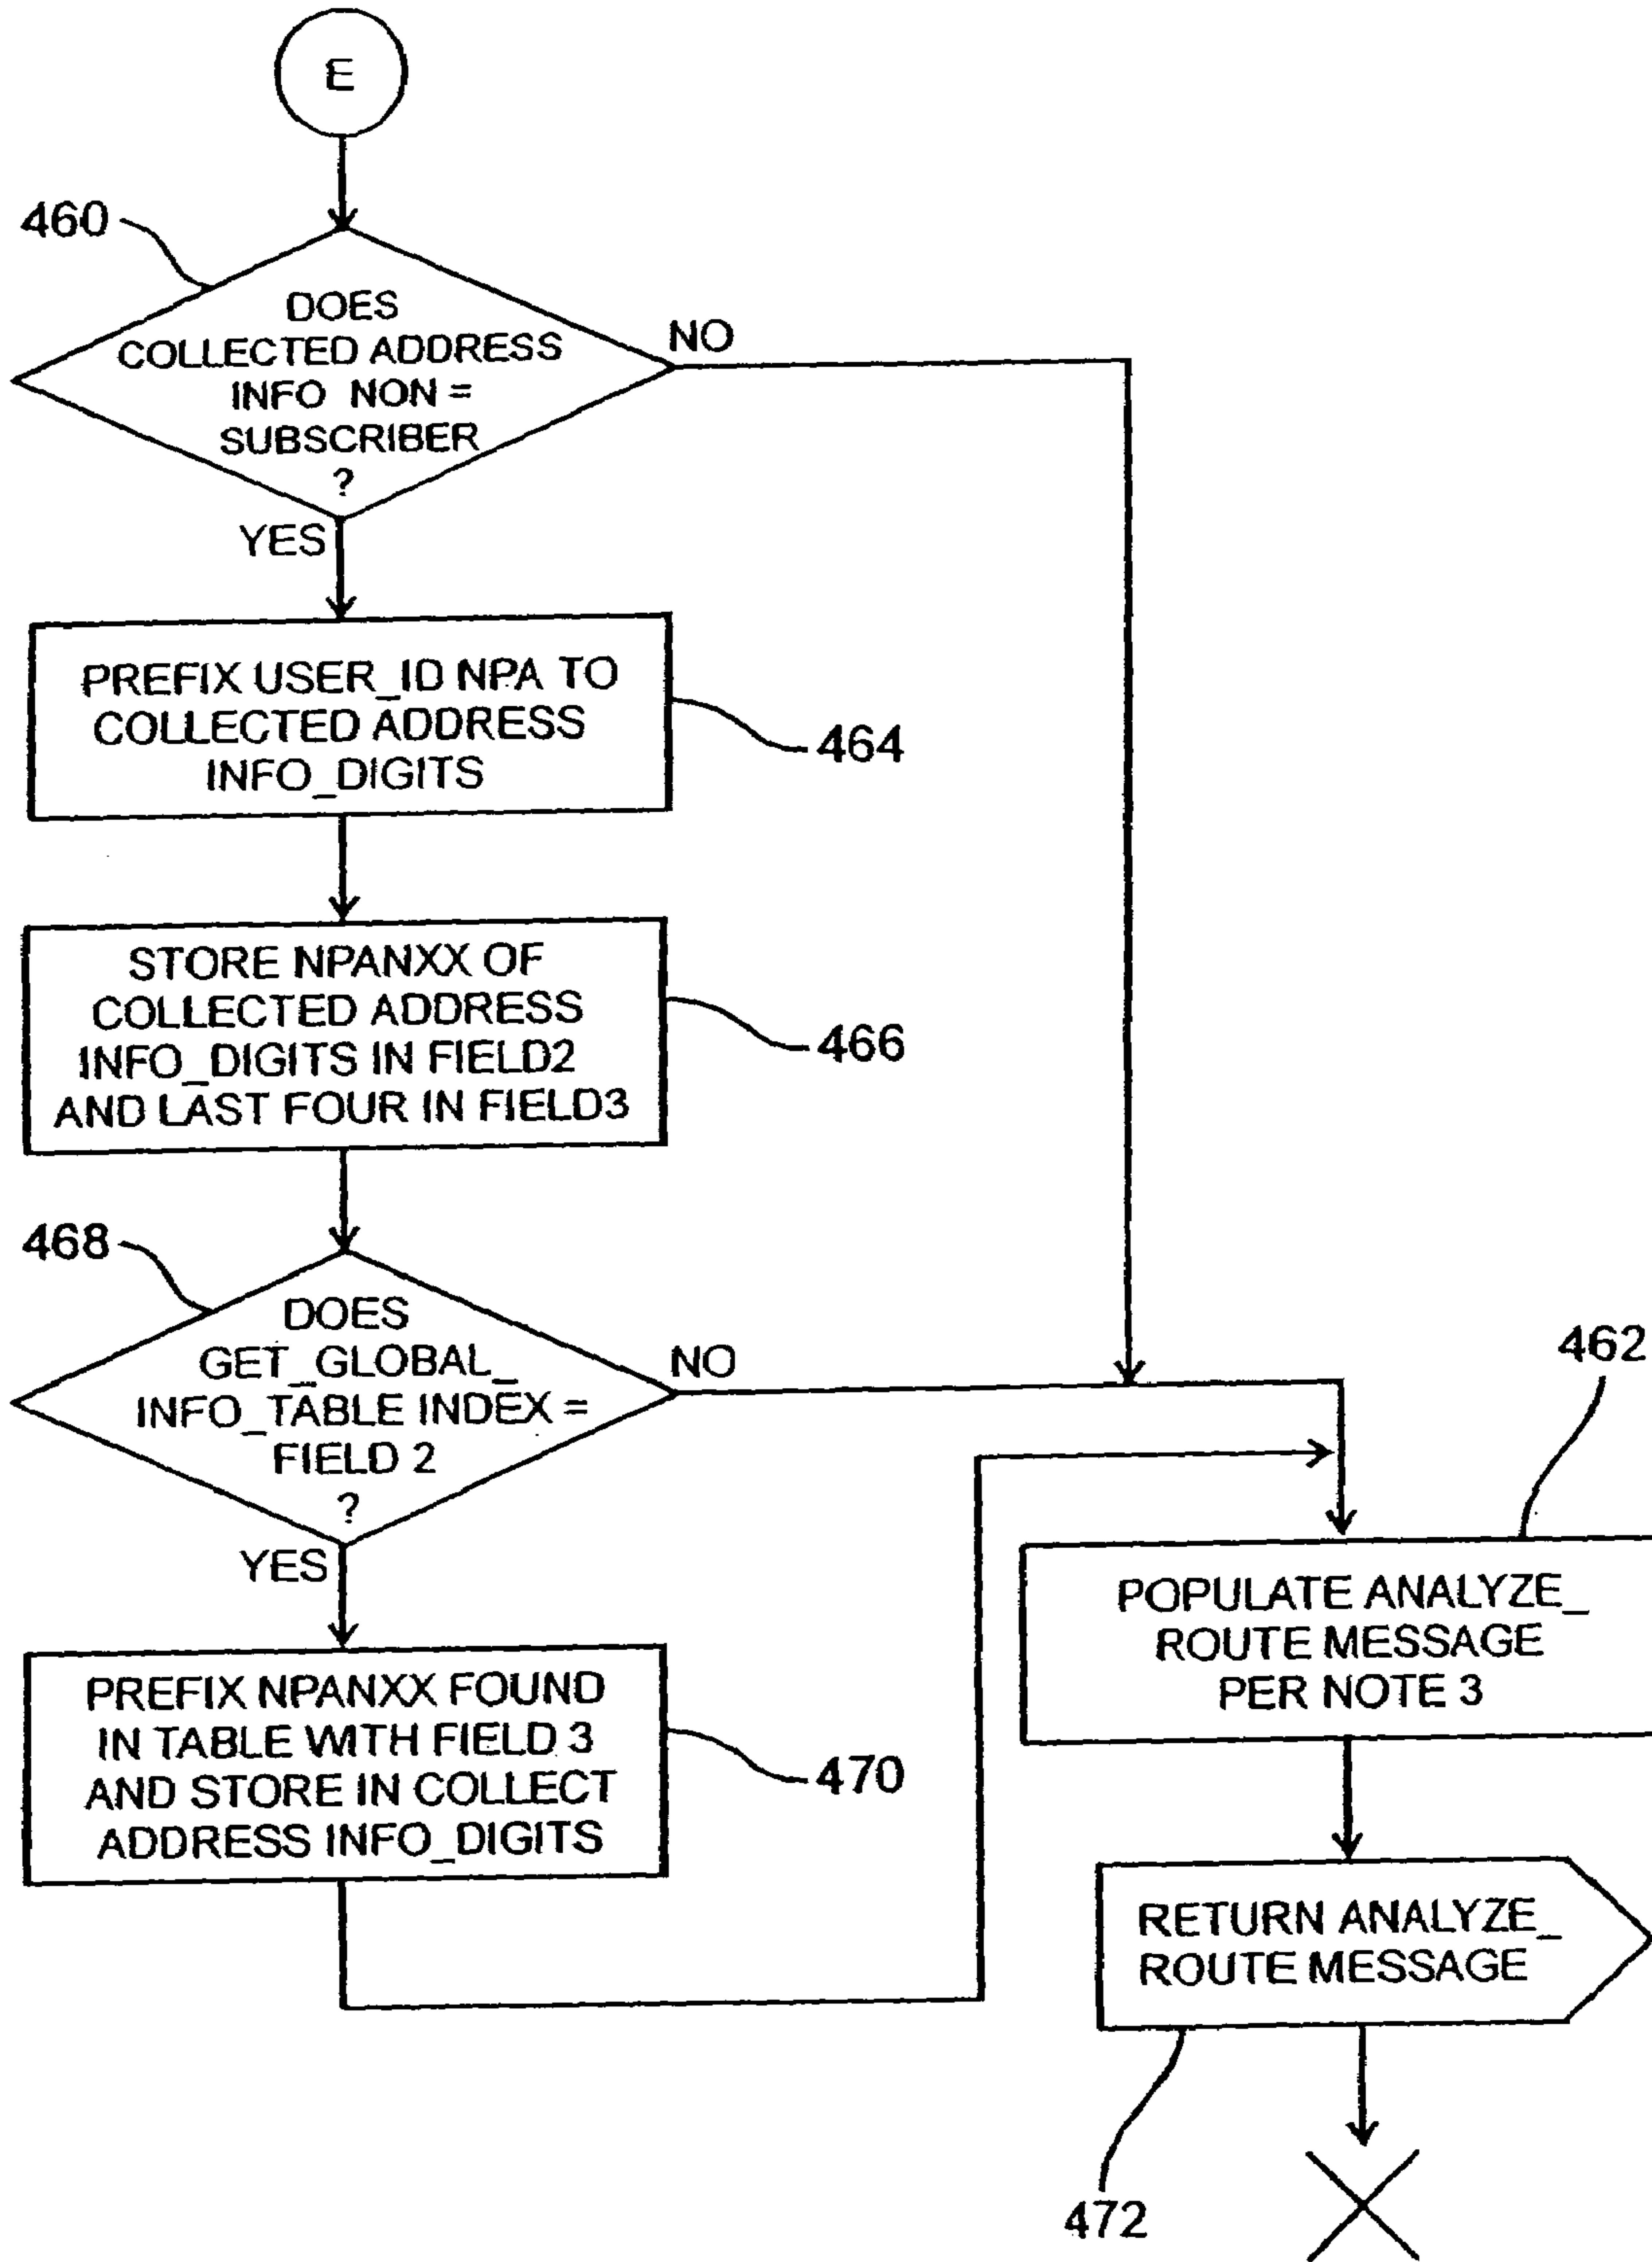 E
460
DOES
COLLECTED ADDRESS
INFO NON =
SUBSCRIBER
?
NO
YES
PREFIX USER_ID NPA TO
COLLECTED ADDRESS
INFO_DIGITS
464
STORE NPANXX OF
COLLECTED ADDRESS
INFO_DIGITS IN FIELD2
AND LAST FOUR IN FIELD3
466
468
DOES
GET_GLOBAL_
INFO_TABLE INDEX =
FIELD 2
?
NO
YES
PREFIX NPANXX FOUND
IN TABLE WITH FIELD 3
AND STORE IN COLLECT
ADDRESS INFO_DIGITS
470
462
POPULATE ANALYZE_
ROUTE MESSAGE
PER NOTE 3
RETURN ANALYZE_
ROUTE MESSAGE
472